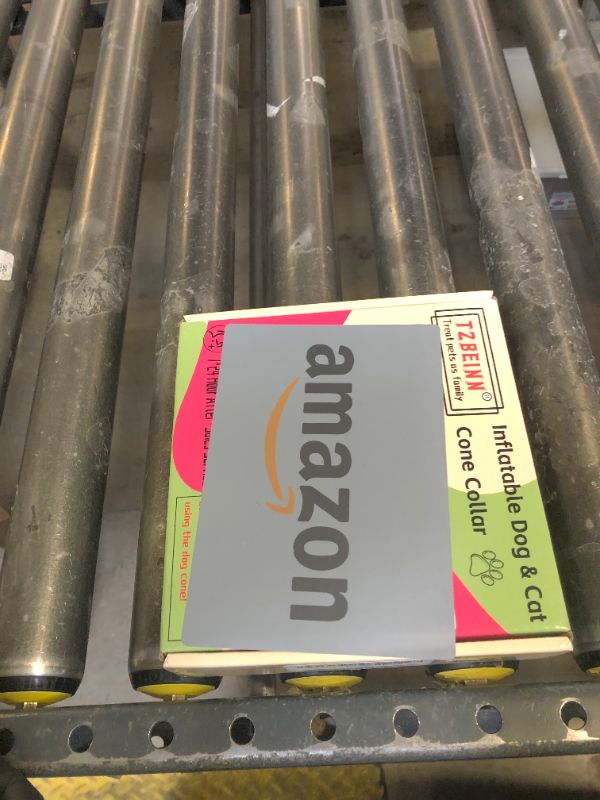 TZBEINN®
Treat pets as family
Inflatable Dog & Cat
Cone Collar
amazon
using the dog cone!